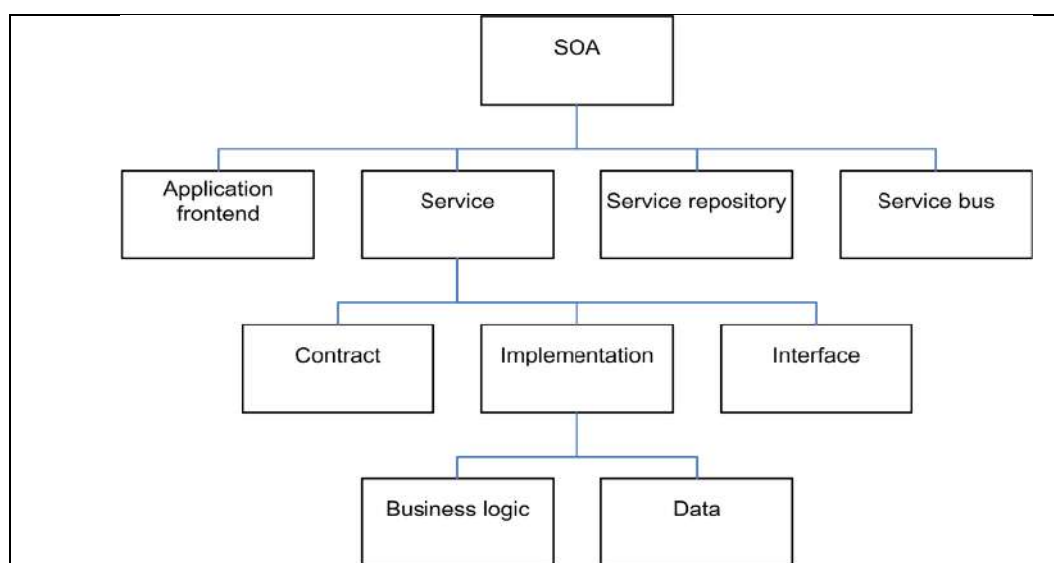 SOA
Application
frontend
Service
Service repository
Service bus
Contract
Implementation
Interface
Business logic
Data